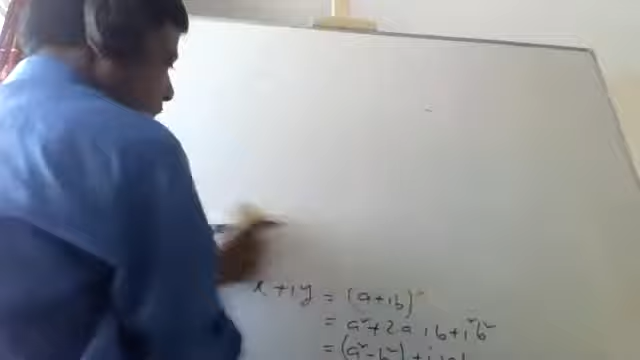 x + iy = (a+ib)²
= a²+2a ib+i²b²
= (a²-b²)+i